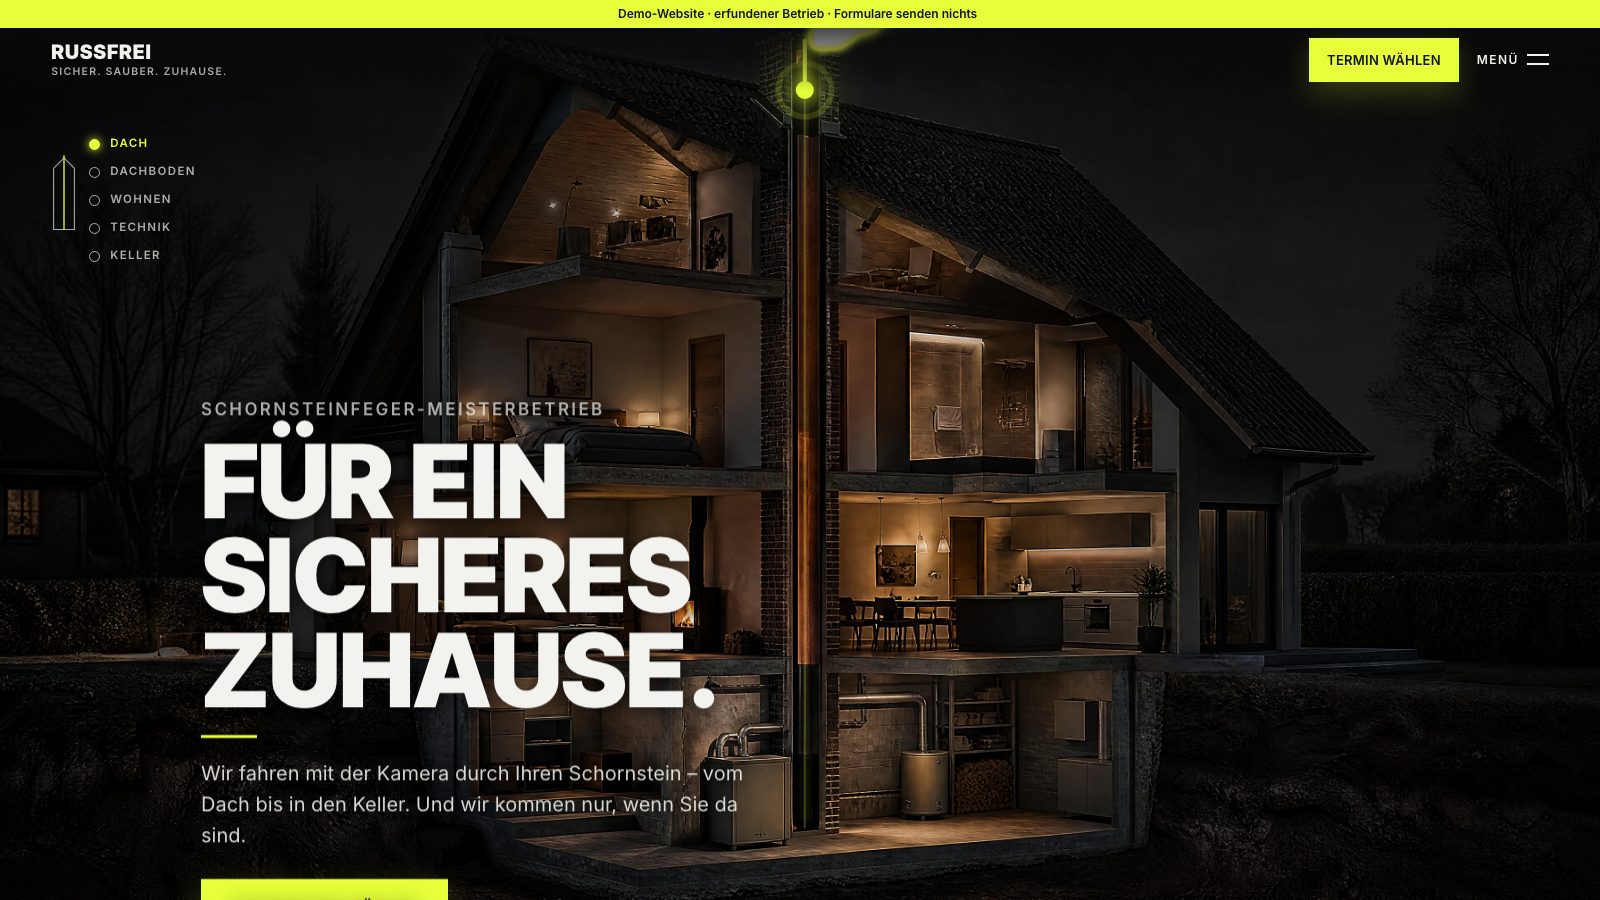 Demo-Website · erfundener Betrieb · Formulare senden nichts
RUSSFREI
SICHER. SAUBER. ZUHAUSE.
TERMIN WÄHLEN
MENÜ
DACH
DACHBODEN
WOHNEN
TECHNIK
KELLER
SCHORNSTEINFEGER-MEISTERBETRIEB
FÜR EIN
SICHERES
ZUHAUSE.
Wir fahren mit der Kamera durch Ihren Schornstein – vom
Dach bis in den Keller. Und wir kommen nur, wenn Sie da
sind.